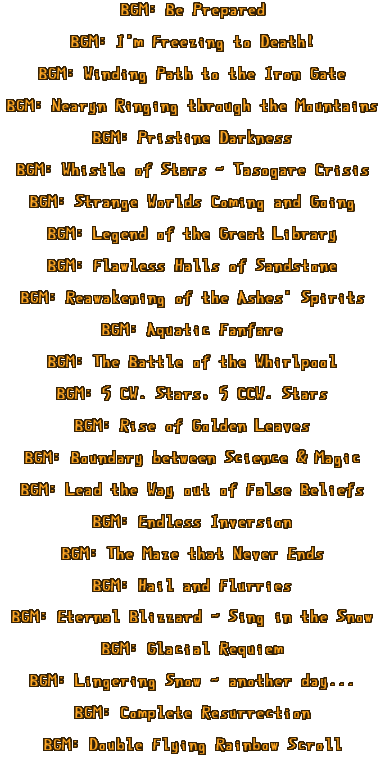 BGM: Be Prepared
BGM: I'm Freezing to Death!
BGM: Winding Path to the Iron Gate
BGM: Nearyn Ringing through the Mountains
BGM: Pristine Darkness
BGM: Whistle of Stars ~ Tasogare Crisis
BGM: Strange Worlds Coming and Going
BGM: Legend of the Great Library
BGM: Flawless Halls of Sandstone
BGM: Reawakening of the Ashes' Spirits
BGM: Aquatic Fanfare
BGM: The Battle of the Whirlpool
BGM: 5 CW. Stars. 5 CCW. Stars
BGM: Rise of Golden Leaves
BGM: Boundary between Science & Magic
BGM: Lead the Way out of False Beliefs
BGM: Endless Inversion
BGM: The Maze that Never Ends
BGM: Hail and Flurries
BGM: Eternal Blizzard ~ Sing in the Snow
BGM: Glacial Requiem
BGM: Lingering Snow ~ another day...
BGM: Complete Resurrection
BGM: Double Flying Rainbow Scroll